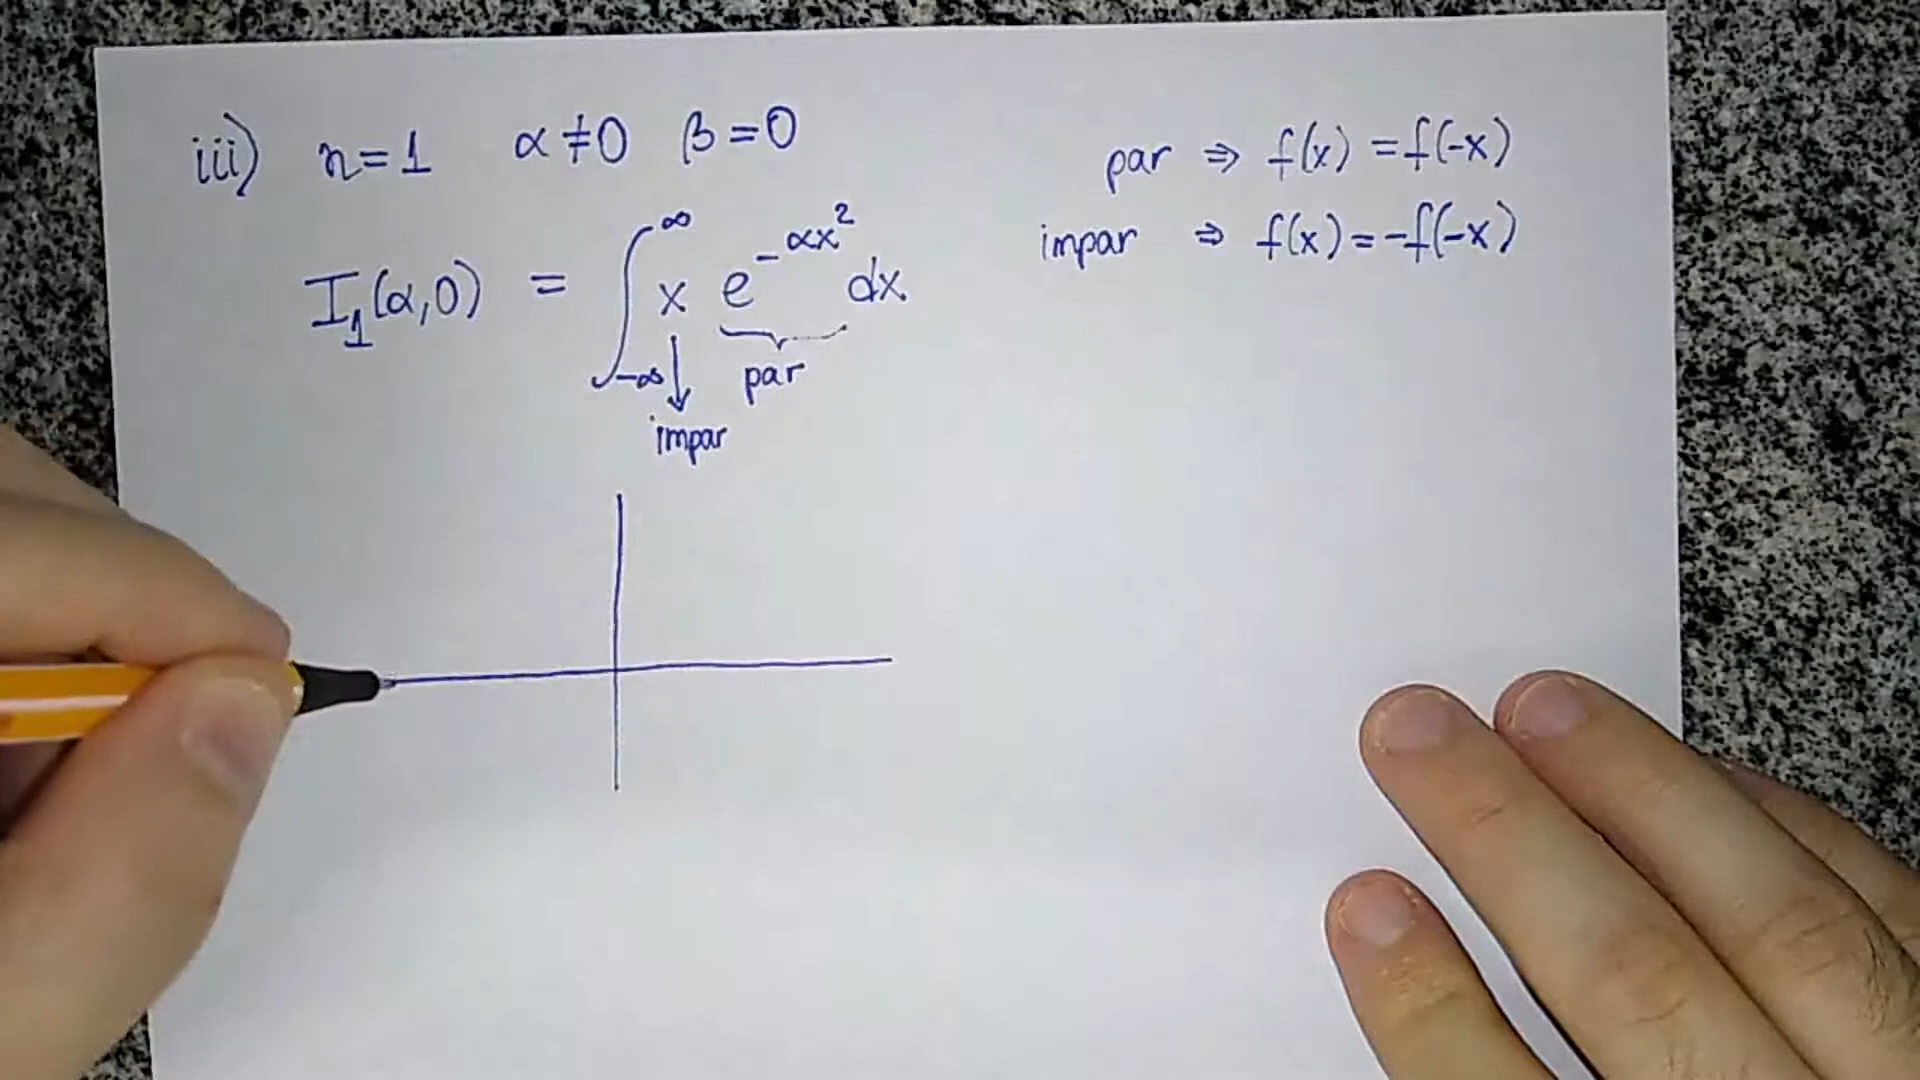 iii) n=1 α≠0 β=0
I₁(α,0) = ∫₋∞^∞ x e^{-αx²} dx
impar
par
par ⇒ f(x) = f(-x)
impar ⇒ f(x) = -f(-x)